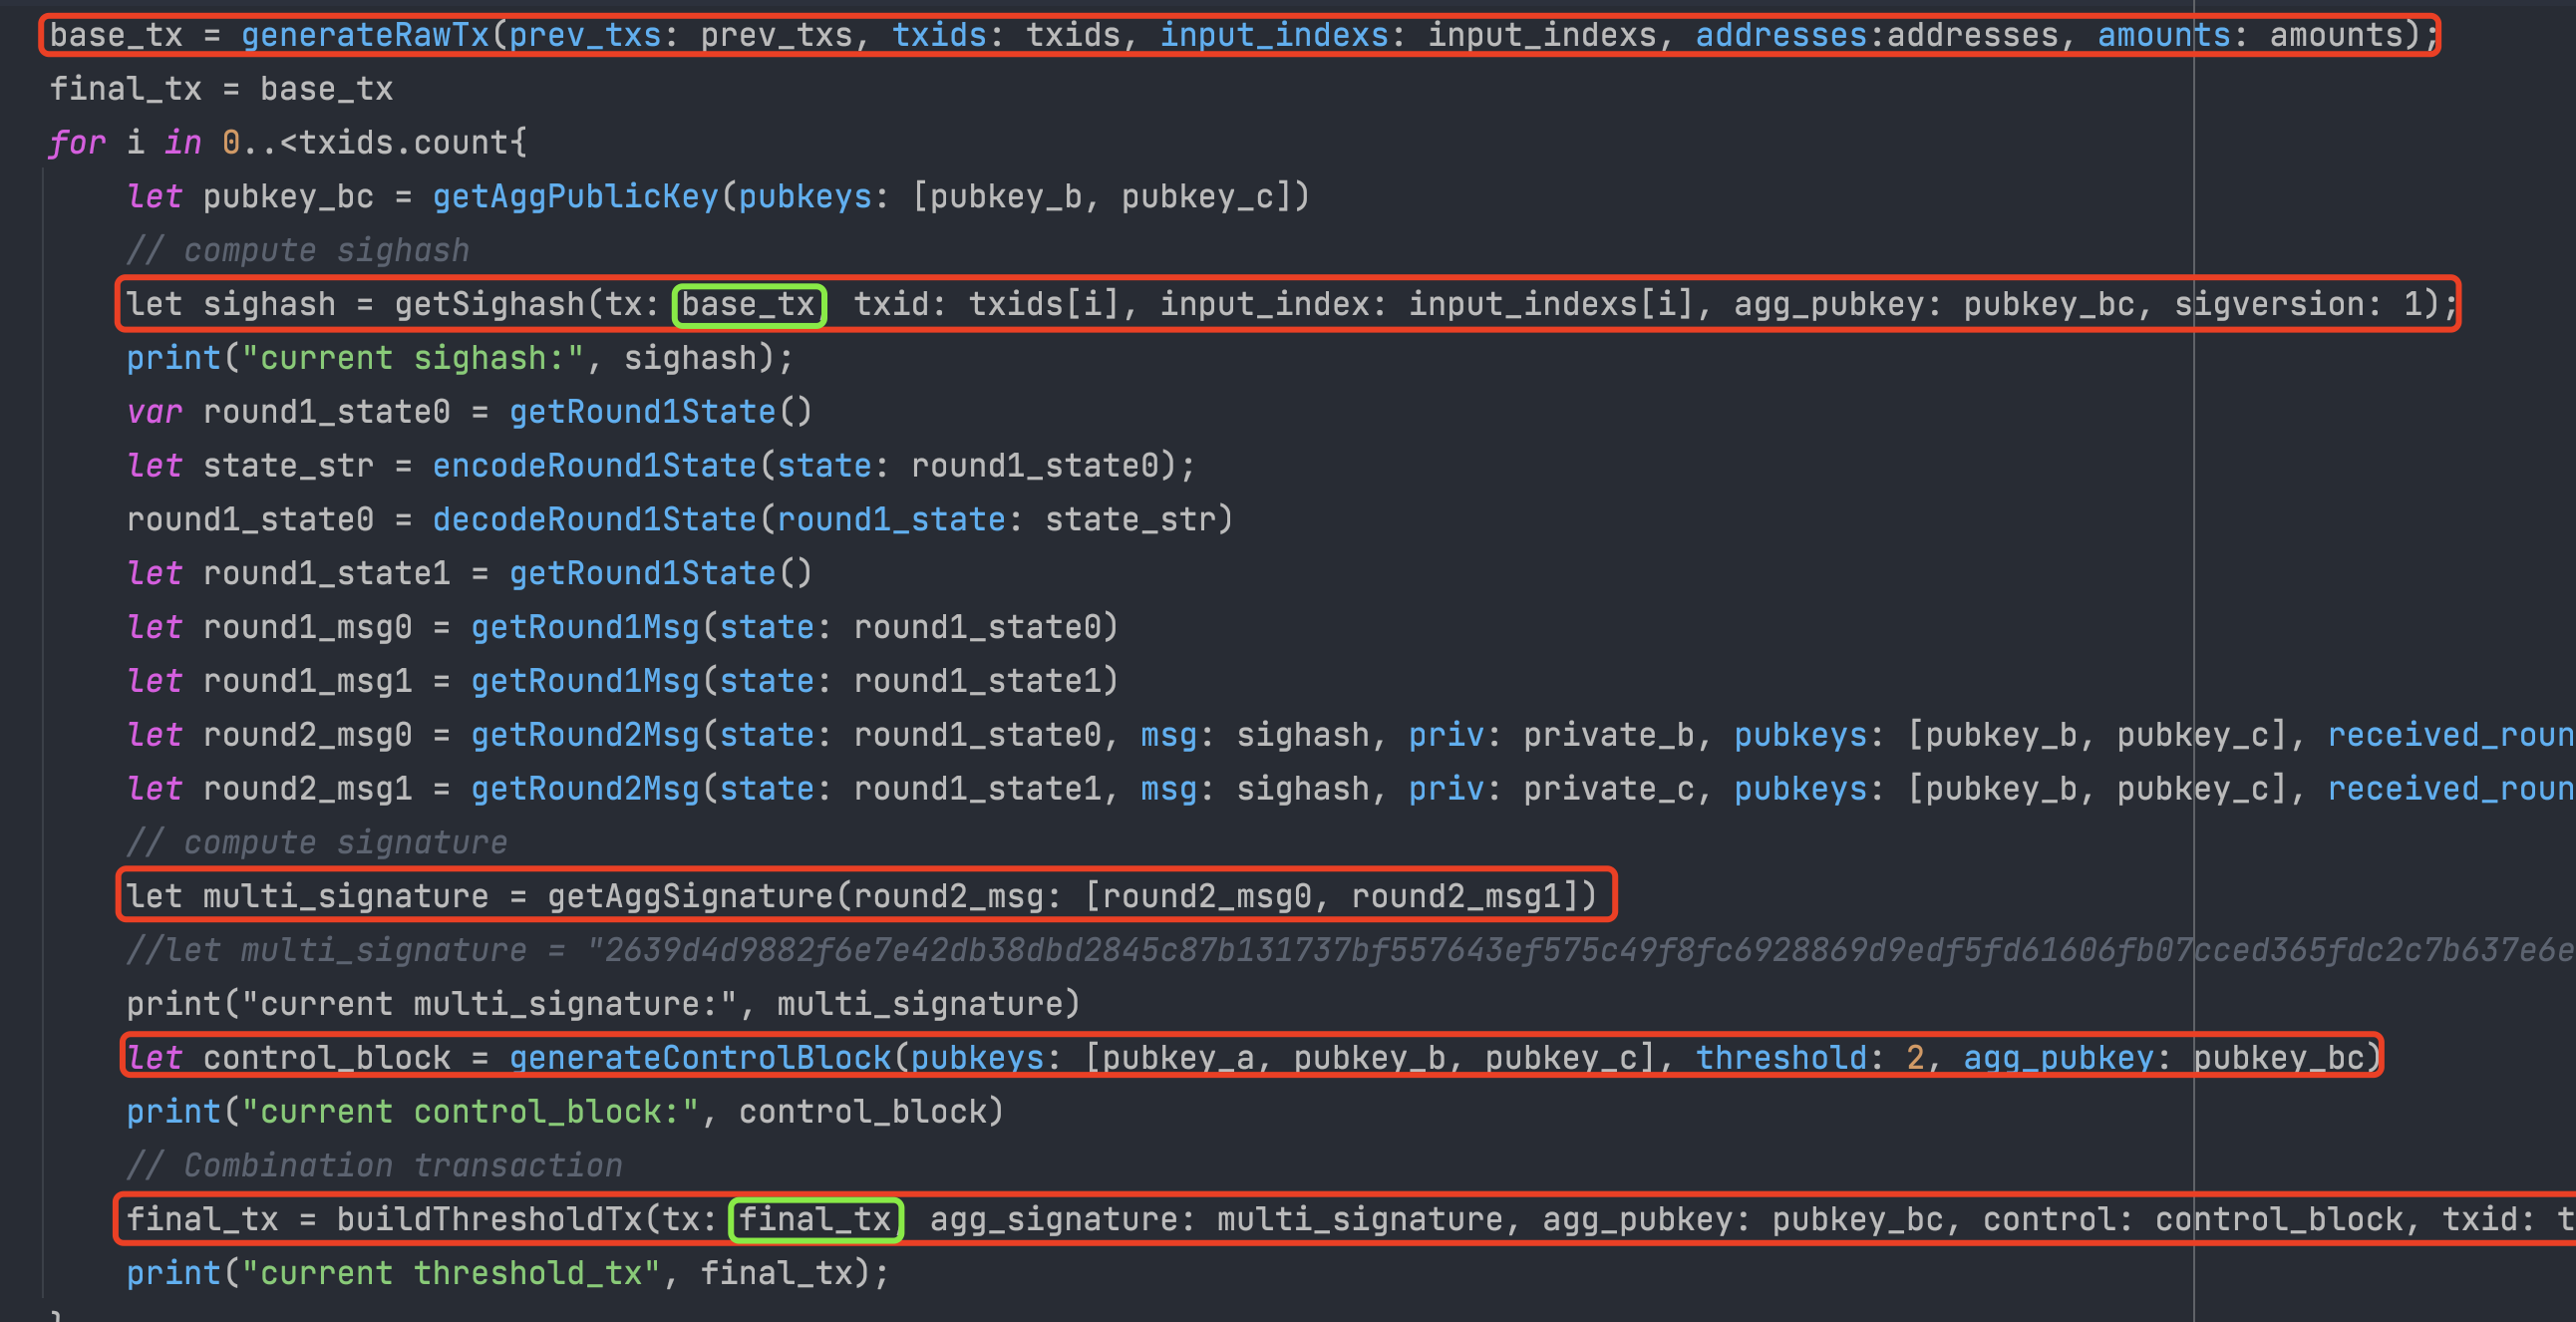 base_tx = generateRawTx(prev_txs: prev_txs, txids: txids, input_indexs: input_indexs, addresses:addresses, amounts: amounts);
final_tx = base_tx
for i in 0..<txids.count{
let pubkey_bc = getAggPublicKey(pubkeys: [pubkey_b, pubkey_c])
// compute sighash
let sighash = getSighash(tx: base_tx, txid: txids[i], input_index: input_indexs[i], agg_pubkey: pubkey_bc, sigversion: 1);
print("current sighash:", sighash);
var round1_state0 = getRound1State()
let state_str = encodeRound1State(state: round1_state0);
round1_state0 = decodeRound1State(round1_state: state_str)
let round1_state1 = getRound1State()
let round1_msg0 = getRound1Msg(state: round1_state0)
let round1_msg1 = getRound1Msg(state: round1_state1)
let round2_msg0 = getRound2Msg(state: round1_state0, msg: sighash, priv: private_b, pubkeys: [pubkey_b, pubkey_c], received_roun
let round2_msg1 = getRound2Msg(state: round1_state1, msg: sighash, priv: private_c, pubkeys: [pubkey_b, pubkey_c], received_roun
// compute signature
let multi_signature = getAggSignature(round2_msg: [round2_msg0, round2_msg1])
//let multi_signature = "2639d4d9882f6e7e42db38dbd2845c87b131737bf557643ef575c49f8fc6928869d9edf5fd61606fb07cced365fdc2c7b637e6e
print("current multi_signature:", multi_signature)
let control_block = generateControlBlock(pubkeys: [pubkey_a, pubkey_b, pubkey_c], threshold: 2, agg_pubkey: pubkey_bc)
print("current control_block:", control_block)
// Combination transaction
final_tx = buildThresholdTx(tx: final_tx, agg_signature: multi_signature, agg_pubkey: pubkey_bc, control: control_block, txid: t
print("current threshold_tx", final_tx);
}